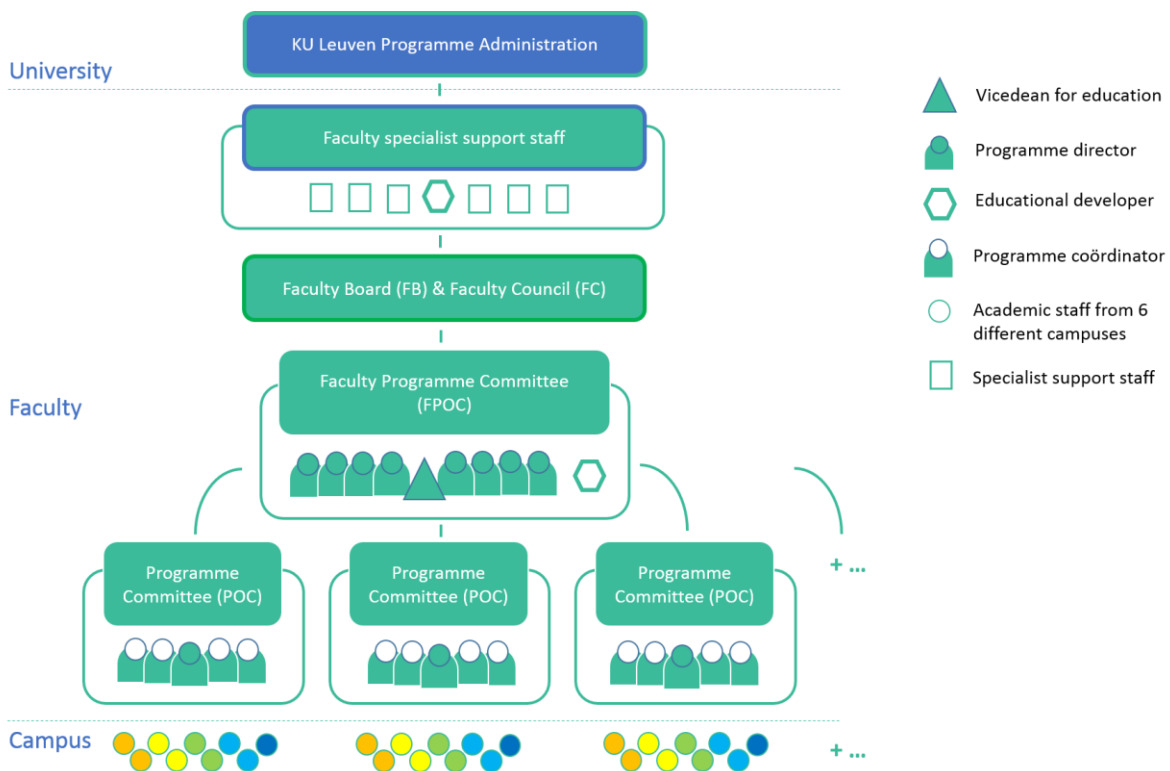 KU Leuven Programme Administration
University
Faculty specialist support staff
Faculty Board (FB) & Faculty Council (FC)
Faculty Programme Committee
(FPOC)
Faculty
Programme
Committee (POC)
Programme
Committee (POC)
Programme
Committee (POC)
+ ...
Campus
+ ...
Vicedean for education
Programme director
Educational developer
Programme coördinator
Academic staff from 6
different campuses
Specialist support staff